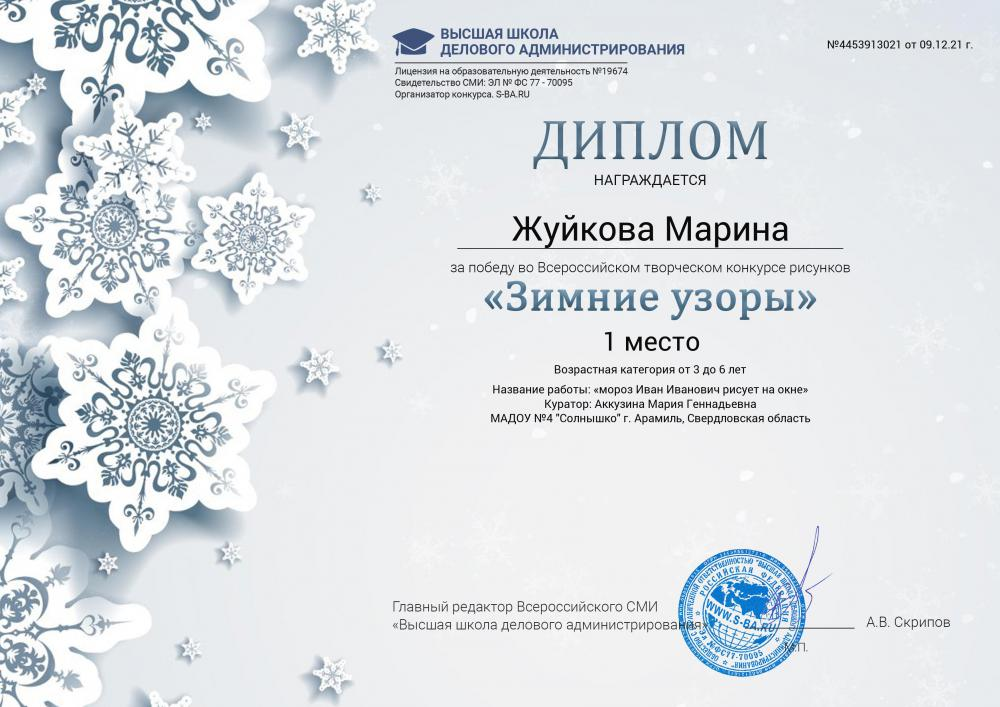 ВЫСШАЯ ШКОЛА
ДЕЛОВОГО АДМИНИСТРИРОВАНИЯ
№4453913021 от 09.12.21 г.
Лицензия на образовательную деятельность №19674
Свидетельство СМИ: ЭЛ № ФС 77 - 70095
Организатор конкурса. S-BA.RU
ДИПЛОМ
НАГРАЖДАЕТСЯ
Жуйкова Марина
за победу во Всероссийском творческом конкурсе рисунков
«Зимние узоры»
1 место
Возрастная категория от 3 до 6 лет
Название работы: «мороз Иван Иванович рисует на окне»
Куратор: Аккузина Мария Геннадьевна
МАДОУ №4 "Солнышко" г. Арамиль, Свердловская область
Главный редактор Всероссийского СМИ
«Высшая школа делового администрирования»
А.В. Скрипов
М.П.
РОССИЙСКАЯ ФЕДЕРАЦИЯ
WWW.S-BA.RU